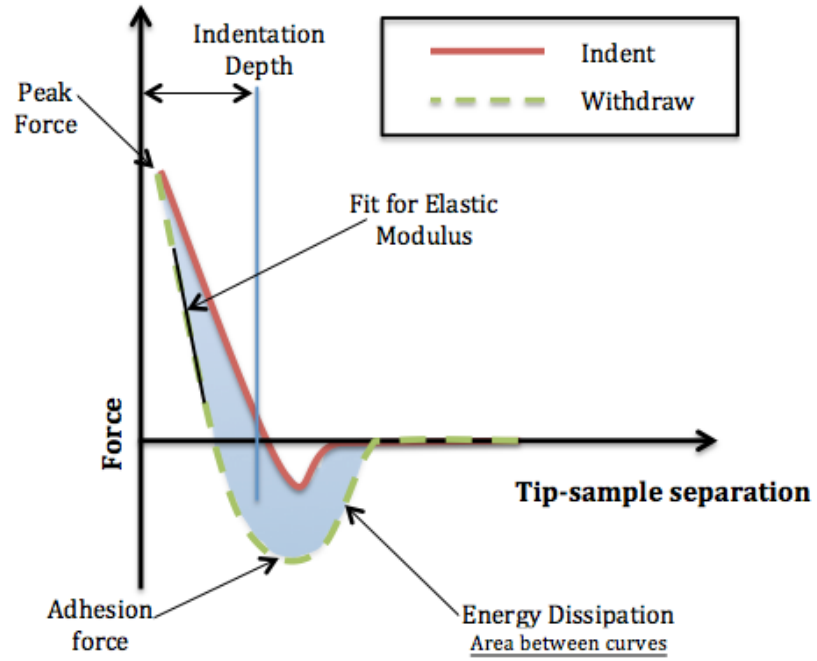 Indentation
Depth
Indent
Withdraw
Peak
Force
Fit for Elastic
Modulus
Force
Tip-sample separation
Adhesion
force
Energy Dissipation
Area between curves